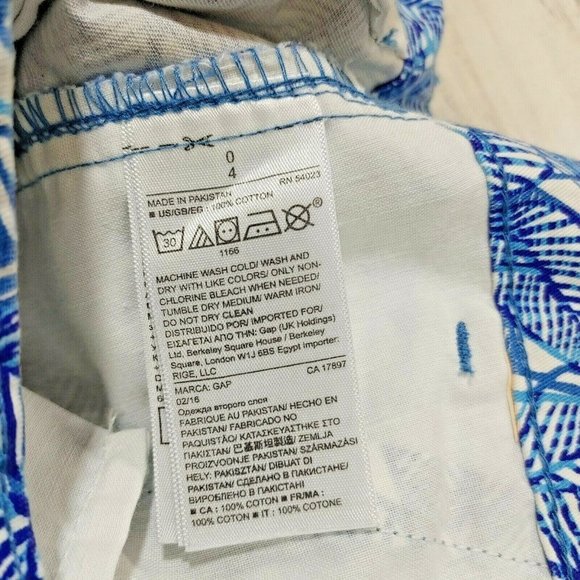 0
4
MADE IN PAKISTAN RN 54023
■ US/GB/EG : 100% COTTON
30
1166
MACHINE WASH COLD/ WASH AND
DRY WITH LIKE COLORS/ ONLY NON-
CHLORINE BLEACH WHEN NEEDED/
TUMBLE DRY MEDIUM/ WARM IRON/
DO NOT DRY CLEAN
DISTRIBUIDO POR/ IMPORTED FOR/
ΕΙΣΑΓΕΤΑΙ ΑΠΟ ΤΗΝ: Gap (UK Holdings)
Ltd, Berkeley Square House / Berkeley
Square, London W1J 6BS Egypt Importer:
RIGE, LLC
MARCA: GAP CA 17897
02/16
Одежда второго слоя
FABRIQUE AU PAKISTAN/ HECHO EN
PAKISTAN/ FABRICADO NO
PAQUISTÃO/ ΚΑΤΑΣΚΕΥΑΣΤΗΚΕ ΣΤΟ
ΠΑΚΙΣΤΑΝ/ 巴基斯坦製造/ ZEMLJA
PROIZVODNJE PAKISTAN/ SZÁRMAZÁSI
HELY: PAKISZTÁN/ DIBUAT DI
PAKISTAN/ СДЕЛАНО В ПАКИСТАНЕ/
ВИРОБЛЕНО В ПАКІСТАНІ
■ CA : 100% COTTON ■ FR/MA :
100% COTON ■ IT : 100% COTONE